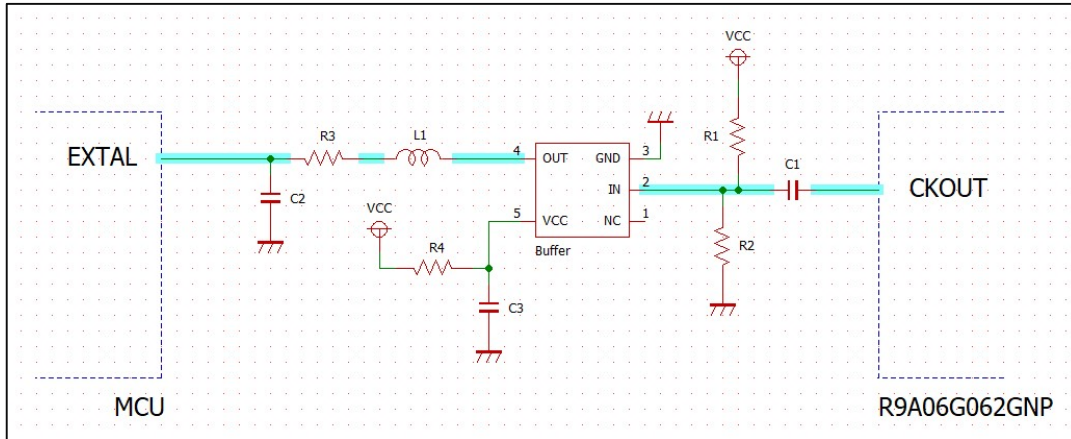 VCC
EXTAL
R3
L1
4
OUT
GND
3
R1
C1
CKOUT
IN
2
C2
VCC
5
VCC
NC
1
R2
R4
Buffer
C3
MCU
R9A06G062GNP